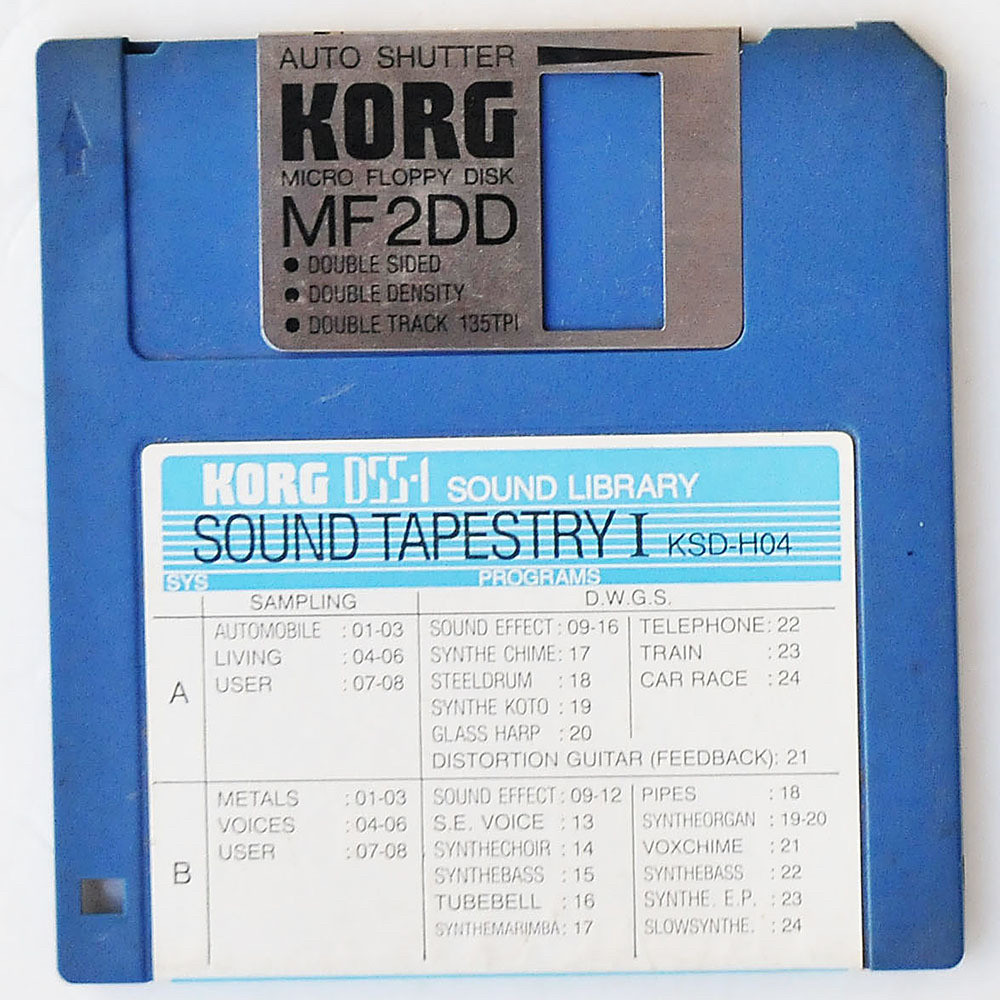 AUTO SHUTTER
KORG
MICRO FLOPPY DISK
MF2DD
● DOUBLE SIDED
● DOUBLE DENSITY
● DOUBLE TRACK 135TPI
KORG DSS-1 SOUND LIBRARY
SOUND TAPESTRY I KSD-H04
SYS PROGRAMS
SAMPLING D.W.G.S.
A
AUTOMOBILE : 01-03
LIVING : 04-06
USER : 07-08
SOUND EFFECT : 09-16
SYNTHE CHIME : 17
STEELDRUM : 18
SYNTHE KOTO : 19
GLASS HARP : 20
DISTORTION GUITAR (FEEDBACK): 21
TELEPHONE : 22
TRAIN : 23
CAR RACE : 24
B
METALS : 01-03
VOICES : 04-06
USER : 07-08
SOUND EFFECT : 09-12
S.E. VOICE : 13
SYNTHECHOIR : 14
SYNTHEBASS : 15
TUBEBELL : 16
SYNTHEMARIMBA : 17
PIPES : 18
SYNTHEORGAN : 19-20
VOXCHIME : 21
SYNTHEBASS : 22
SYNTHE. E.P. : 23
SLOWSYNTHE. : 24